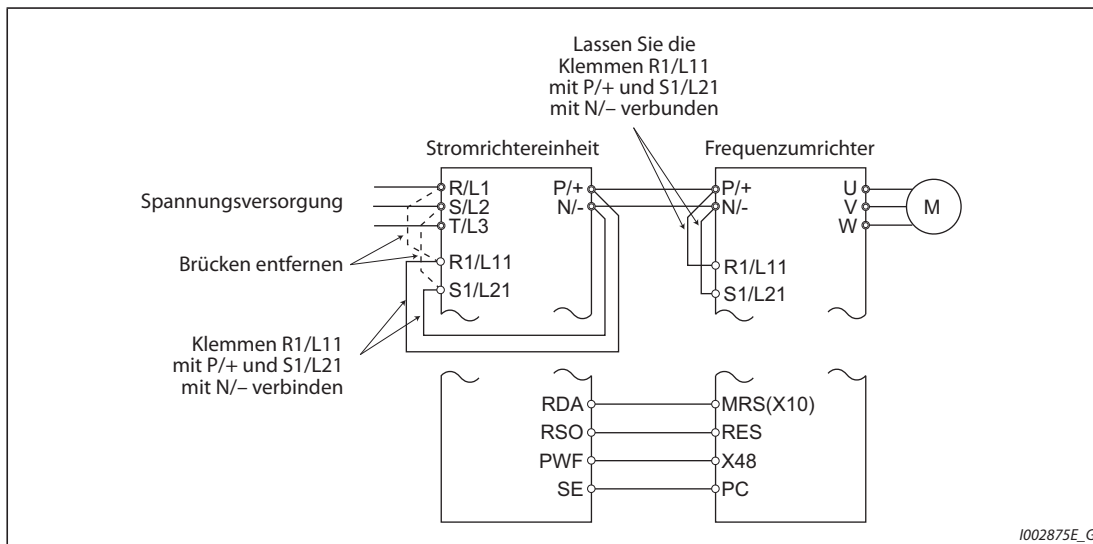 Lassen Sie die
Klemmen R1/L11
mit P/+ und S1/L21
mit N/– verbunden
Stromrichtereinheit
Frequenzumrichter
Spannungsversorgung
R/L1
S/L2
T/L3
P/+
N/-
P/+
N/-
U
V
W
M
Brücken entfernen
R1/L11
S1/L21
R1/L11
S1/L21
Klemmen R1/L11
mit P/+ und S1/L21
mit N/– verbinden
RDA
MRS(X10)
RSO
RES
PWF
X48
SE
PC
I002875E_G